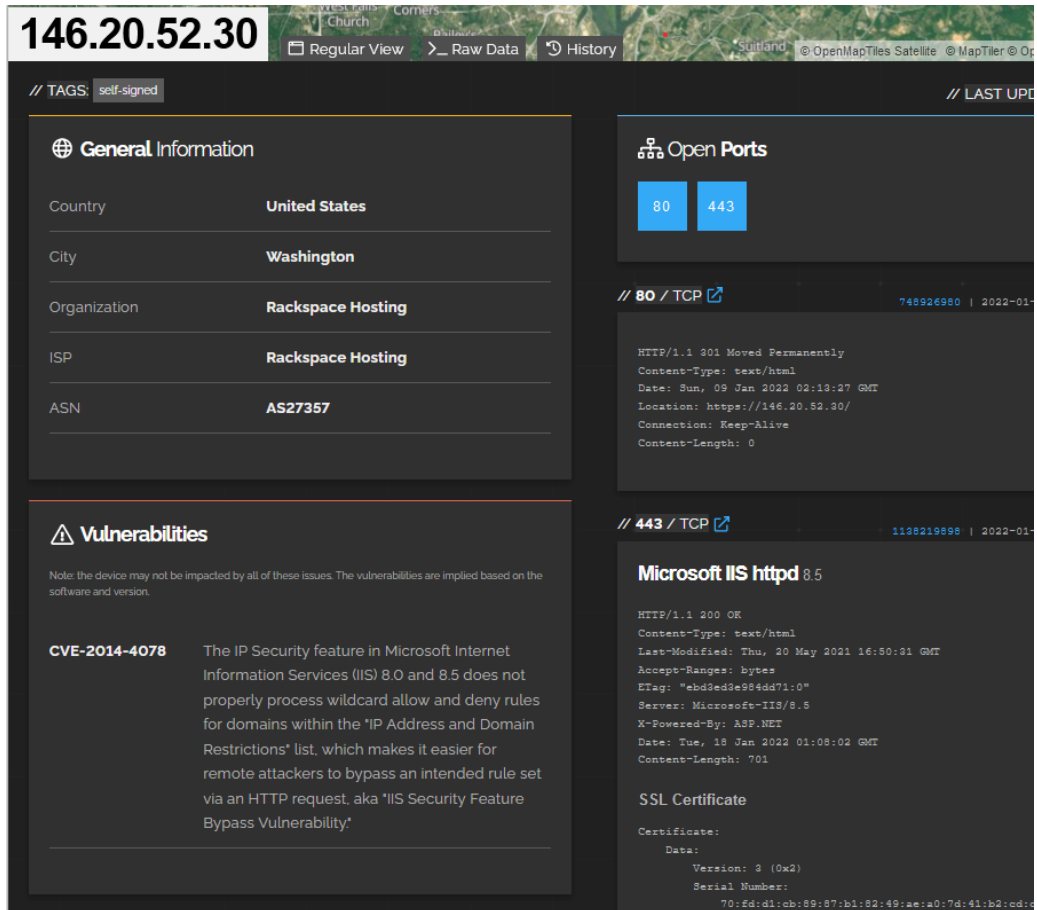 West Falls Church
Corners
Bailey's
Suitland
146.20.52.30
Regular View
Raw Data
History
© OpenMapTiles Satellite © MapTiler © Op
// TAGS: self-signed
// LAST UPD
General Information
Country United States
City Washington
Organization Rackspace Hosting
ISP Rackspace Hosting
ASN AS27357
Vulnerabilities
Note: the device may not be impacted by all of these issues. The vulnerabilities are implied based on the
software and version.
CVE-2014-4078
The IP Security feature in Microsoft Internet
Information Services (IIS) 8.0 and 8.5 does not
properly process wildcard allow and deny rules
for domains within the "IP Address and Domain
Restrictions" list, which makes it easier for
remote attackers to bypass an intended rule set
via an HTTP request, aka "IIS Security Feature
Bypass Vulnerability."
Open Ports
80 443
// 80 / TCP
748926980 | 2022-01-
HTTP/1.1 301 Moved Permanently
Content-Type: text/html
Date: Sun, 09 Jan 2022 02:13:27 GMT
Location: https://146.20.52.30/
Connection: Keep-Alive
Content-Length: 0
// 443 / TCP
1138219898 | 2022-01-
Microsoft IIS httpd 8.5
HTTP/1.1 200 OK
Content-Type: text/html
Last-Modified: Thu, 20 May 2021 16:50:31 GMT
Accept-Ranges: bytes
ETag: "ebd3ed3e984dd71:0"
Server: Microsoft-IIS/8.5
X-Powered-By: ASP.NET
Date: Tue, 18 Jan 2022 01:08:02 GMT
Content-Length: 701
SSL Certificate
Certificate:
Data:
Version: 3 (0x2)
Serial Number:
70:fd:d1:cb:89:87:b1:82:49:ae:a0:7d:41:b2:cd: